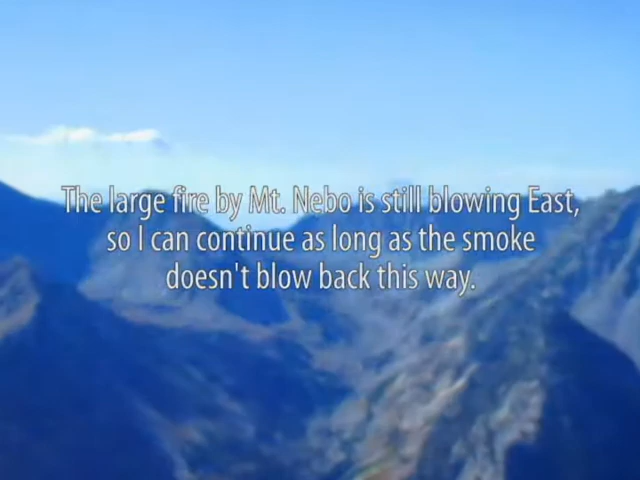 The large fire by Mt. Nebo is still blowing East,
so I can continue as long as the smoke
doesn't blow back this way.